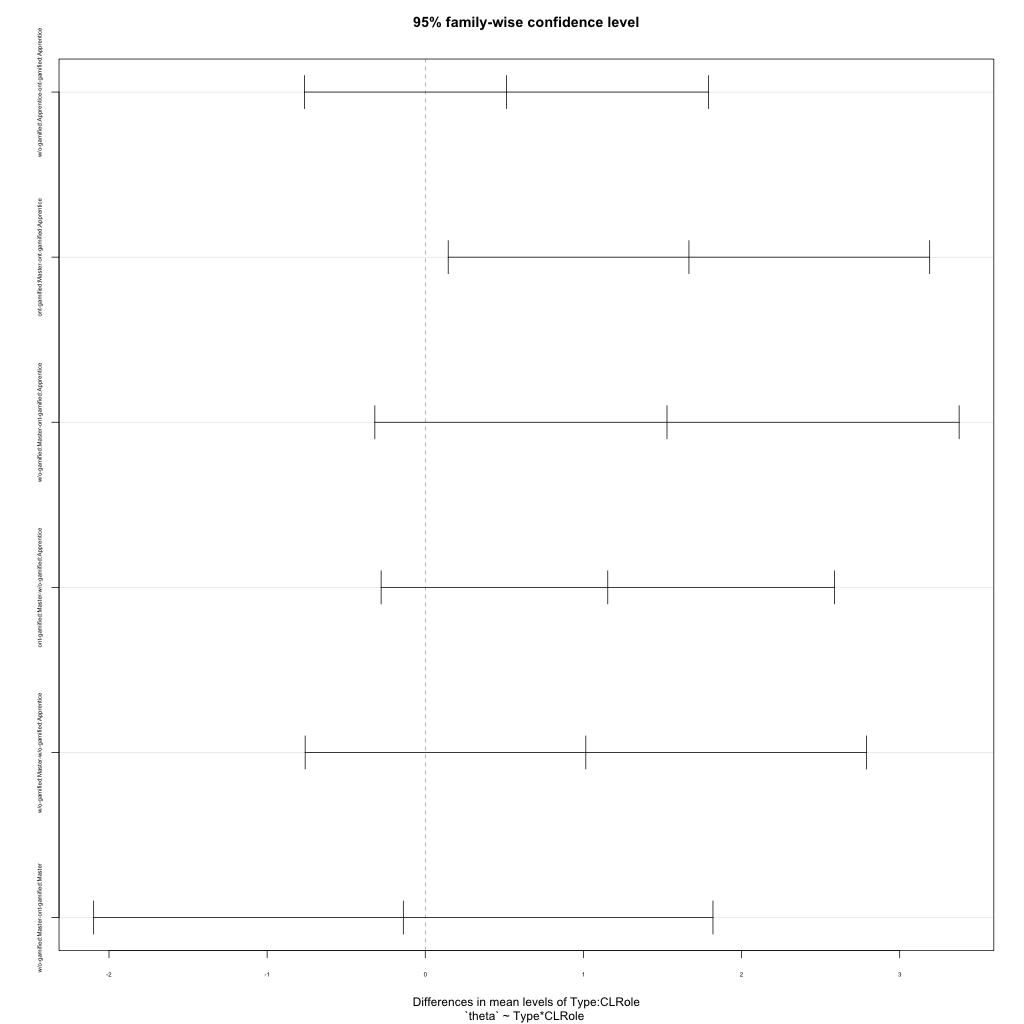 95% family-wise confidence level
w/o-gamified:Apprentice-ont-gamified:Apprentice
ont-gamified:Master-ont-gamified:Apprentice
w/o-gamified:Master-ont-gamified:Apprentice
ont-gamified:Master-w/o-gamified:Apprentice
w/o-gamified:Master-w/o-gamified:Apprentice
w/o-gamified:Master-ont-gamified:Master
-2 -1 0 1 2 3
Differences in mean levels of Type:CLRole
`theta` ~ Type*CLRole